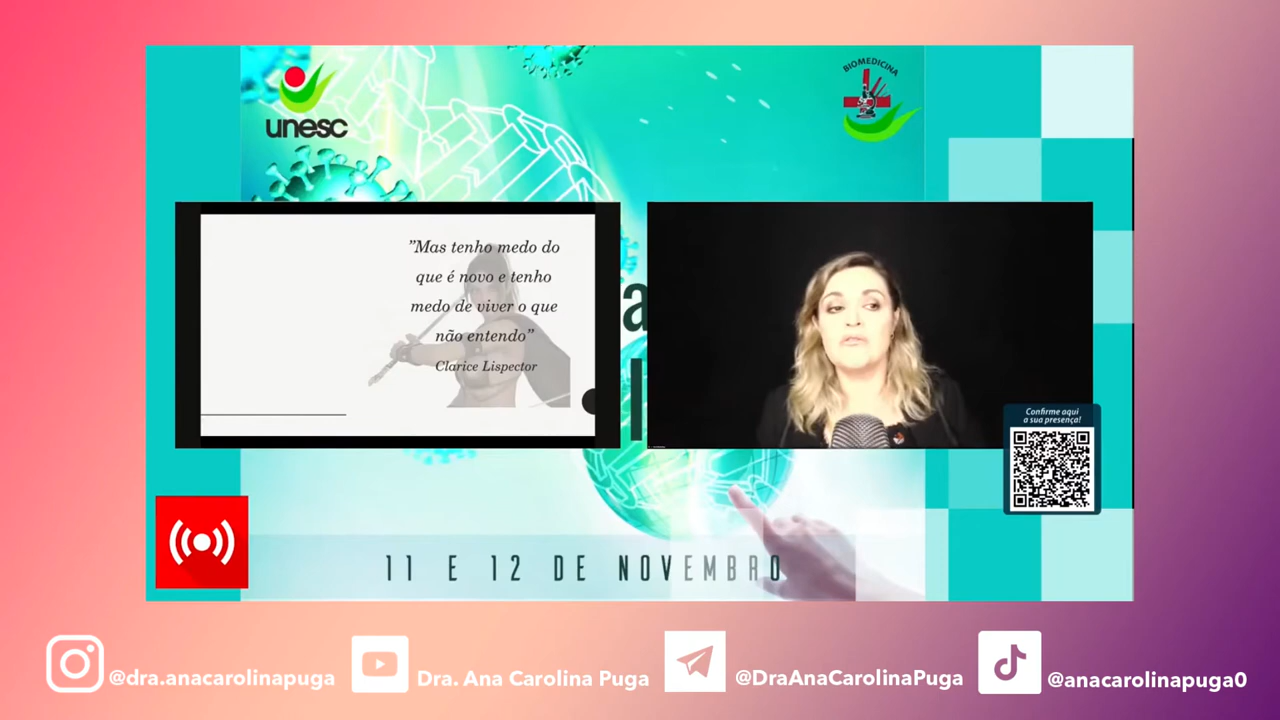 unesc
BIOMEDICINA
"Mas tenho medo do
que é novo e tenho
medo de viver o que
não entendo"
Clarice Lispector
Confirme aqui
a sua presença!
11 E 12 DE NOVEMBRO
@dra.anacarolinapuga
Dra. Ana Carolina Puga
@DraAnaCarolinaPuga
@anacarolinapuga0